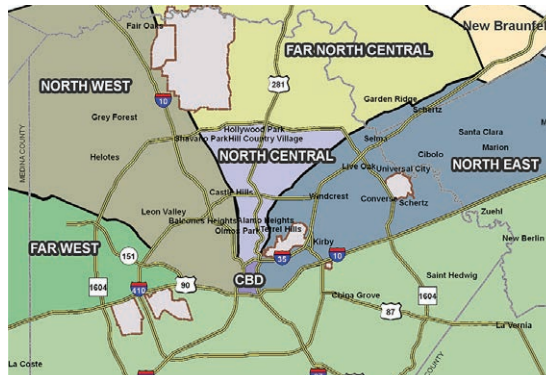 Fair Oaks
New Braunfel
FAR NORTH CENTRAL
NORTH WEST
281
10
Garden Ridge
Schertz
Grey Forest
Hollywood Park
Shavano Park Hill Country Village
Selma
Santa Clara
Marion
MEDINA COUNTY
NORTH CENTRAL
Cibolo
Helotes
Live Oak
Universal City
NORTH EAST
Castle Hills
Windcrest
Converse
Schertz
Leon Valley
Balcones Heights
Alamo Heights
Olmos Park
Terrel Hills
Zuehl
FAR WEST
Kirby
New Berlin
151
35
10
CBD
Saint Hedwig
1604
410
90
China Grove
1604
87
La Vernia
La Coste
COUNTY